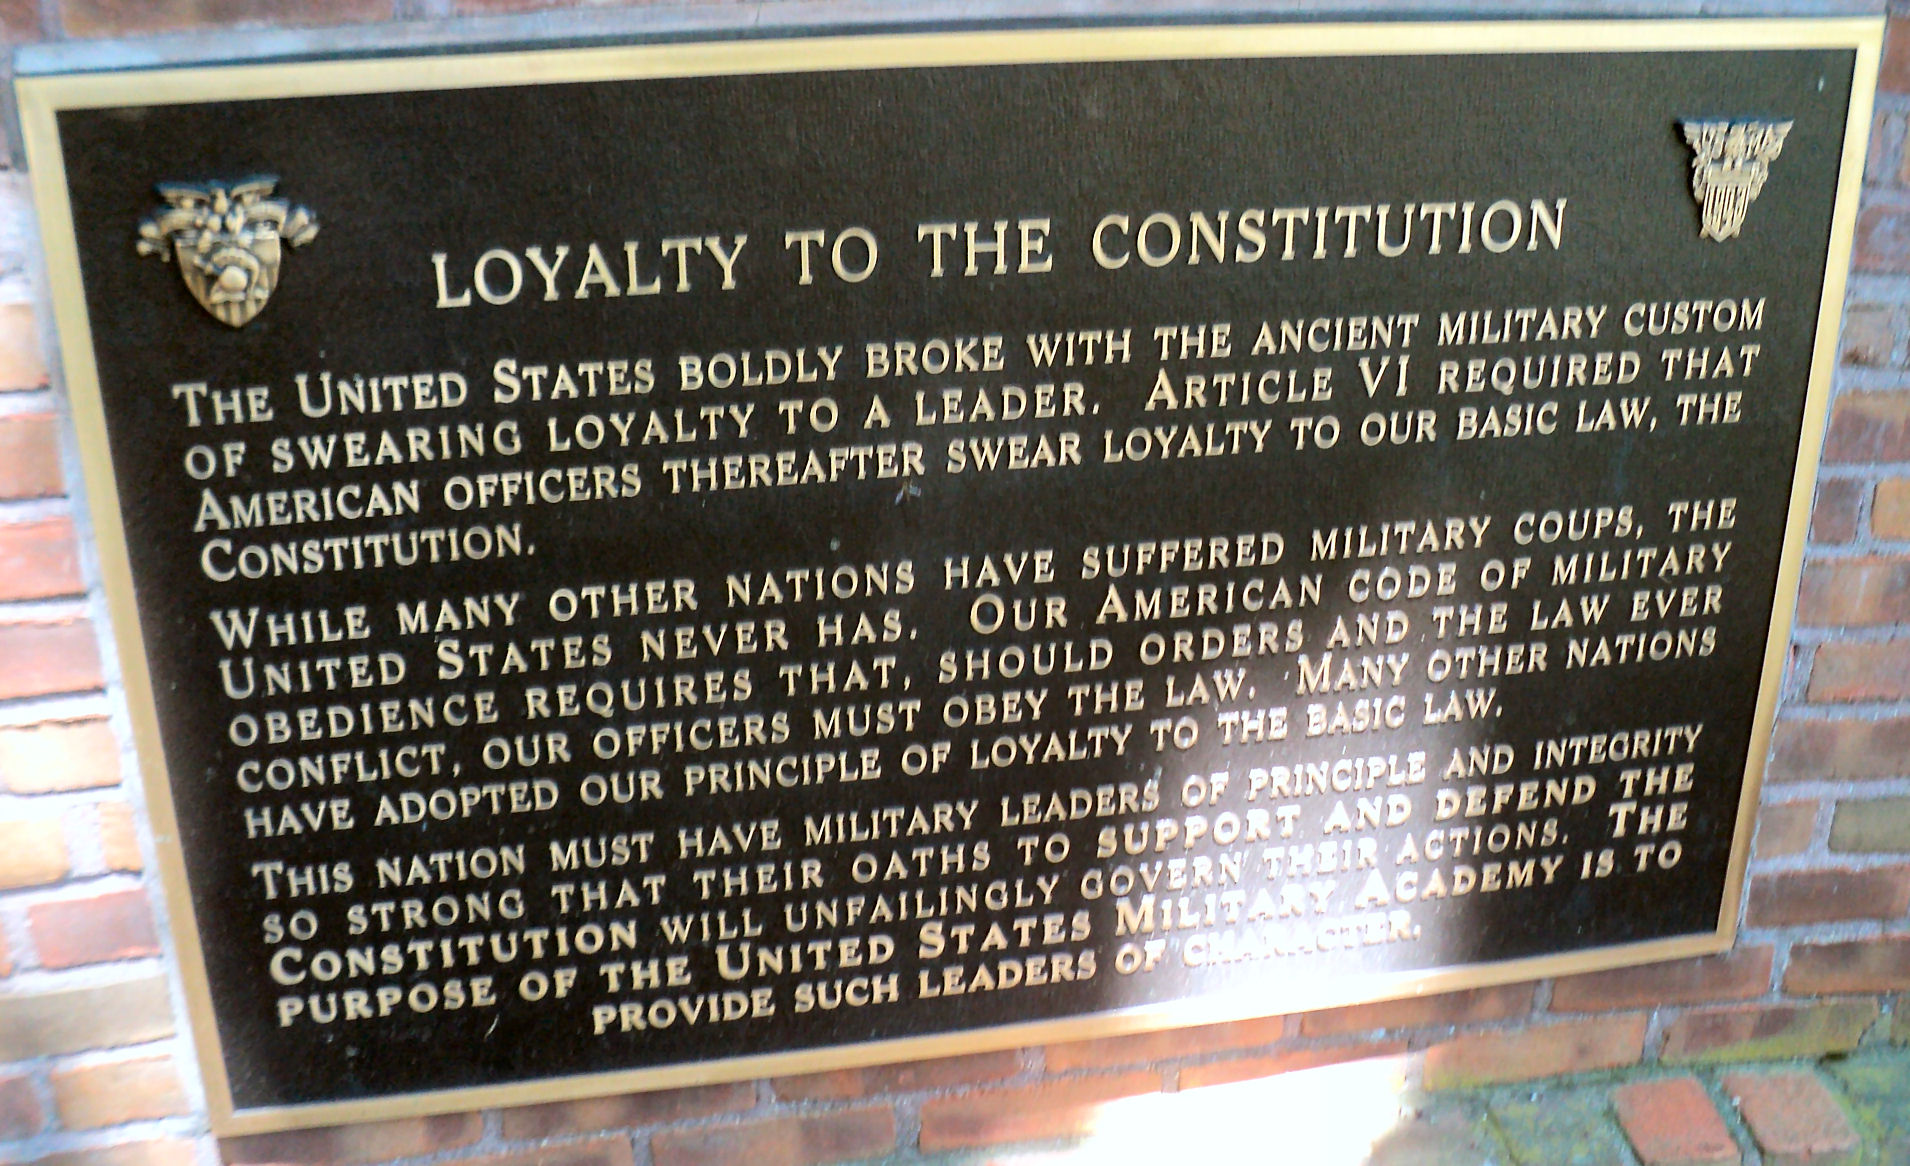 LOYALTY TO THE CONSTITUTION
THE UNITED STATES BOLDLY BROKE WITH THE ANCIENT MILITARY CUSTOM
OF SWEARING LOYALTY TO A LEADER. ARTICLE VI REQUIRED THAT
AMERICAN OFFICERS THEREAFTER SWEAR LOYALTY TO OUR BASIC LAW, THE
CONSTITUTION.
WHILE MANY OTHER NATIONS HAVE SUFFERED MILITARY COUPS, THE
UNITED STATES NEVER HAS. OUR AMERICAN CODE OF MILITARY
OBEDIENCE REQUIRES THAT, SHOULD ORDERS AND THE LAW EVER
CONFLICT, OUR OFFICERS MUST OBEY THE LAW. MANY OTHER NATIONS
HAVE ADOPTED OUR PRINCIPLE OF LOYALTY TO THE BASIC LAW.
THIS NATION MUST HAVE MILITARY LEADERS OF PRINCIPLE AND INTEGRITY
SO STRONG THAT THEIR OATHS TO SUPPORT AND DEFEND THE
CONSTITUTION WILL UNFAILINGLY GOVERN THEIR ACTIONS. THE
PURPOSE OF THE UNITED STATES MILITARY ACADEMY IS TO
PROVIDE SUCH LEADERS OF CHARACTER.